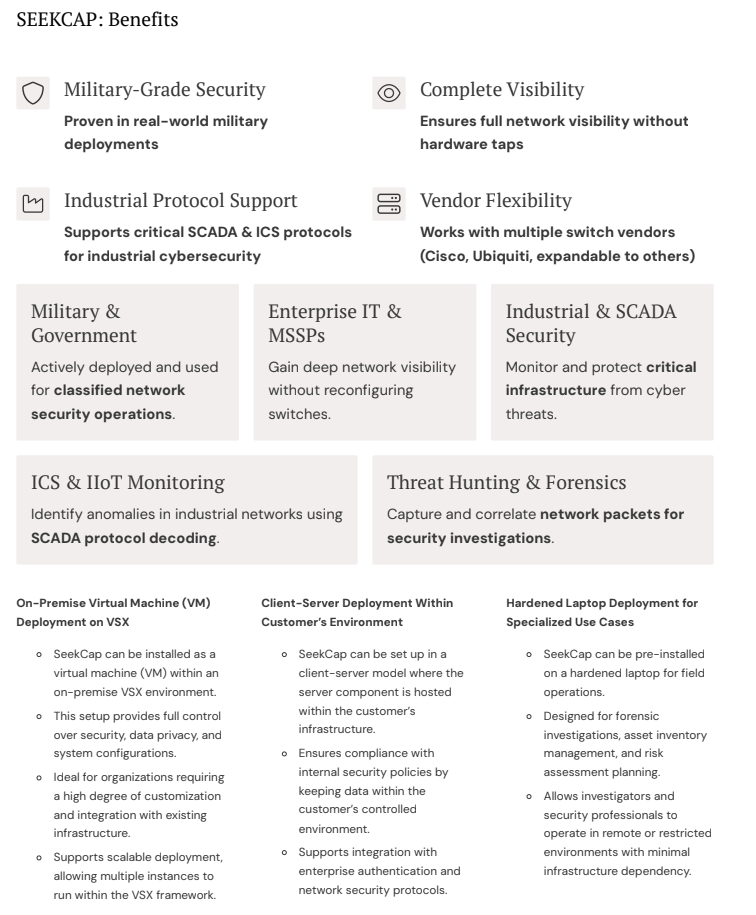 SEEKCAP: Benefits
Military-Grade Security
Proven in real-world military
deployments
Complete Visibility
Ensures full network visibility without
hardware taps
Industrial Protocol Support
Supports critical SCADA & ICS protocols
for industrial cybersecurity
Vendor Flexibility
Works with multiple switch vendors
(Cisco, Ubiquiti, expandable to others)
Military &
Government
Actively deployed and used
for classified network
security operations.
Enterprise IT &
MSSPs
Gain deep network visibility
without reconfiguring
switches.
Industrial & SCADA
Security
Monitor and protect critical
infrastructure from cyber
threats.
ICS & IIoT Monitoring
Identify anomalies in industrial networks using
SCADA protocol decoding.
Threat Hunting & Forensics
Capture and correlate network packets for
security investigations.
On-Premise Virtual Machine (VM)
Deployment on VSX
SeekCap can be installed as a
virtual machine (VM) within an
on-premise VSX environment.
This setup provides full control
over security, data privacy, and
system configurations.
Ideal for organizations requiring
a high degree of customization
and integration with existing
infrastructure.
Supports scalable deployment,
allowing multiple instances to
run within the VSX framework.
Client-Server Deployment Within
Customer's Environment
SeekCap can be set up in a
client-server model where the
server component is hosted
within the customer's
infrastructure.
Ensures compliance with
internal security policies by
keeping data within the
customer's controlled
environment.
Supports integration with
enterprise authentication and
network security protocols.
Hardened Laptop Deployment for
Specialized Use Cases
SeekCap can be pre-installed
on a hardened laptop for field
operations.
Designed for forensic
investigations, asset inventory
management, and risk
assessment planning.
Allows investigators and
security professionals to
operate in remote or restricted
environments with minimal
infrastructure dependency.